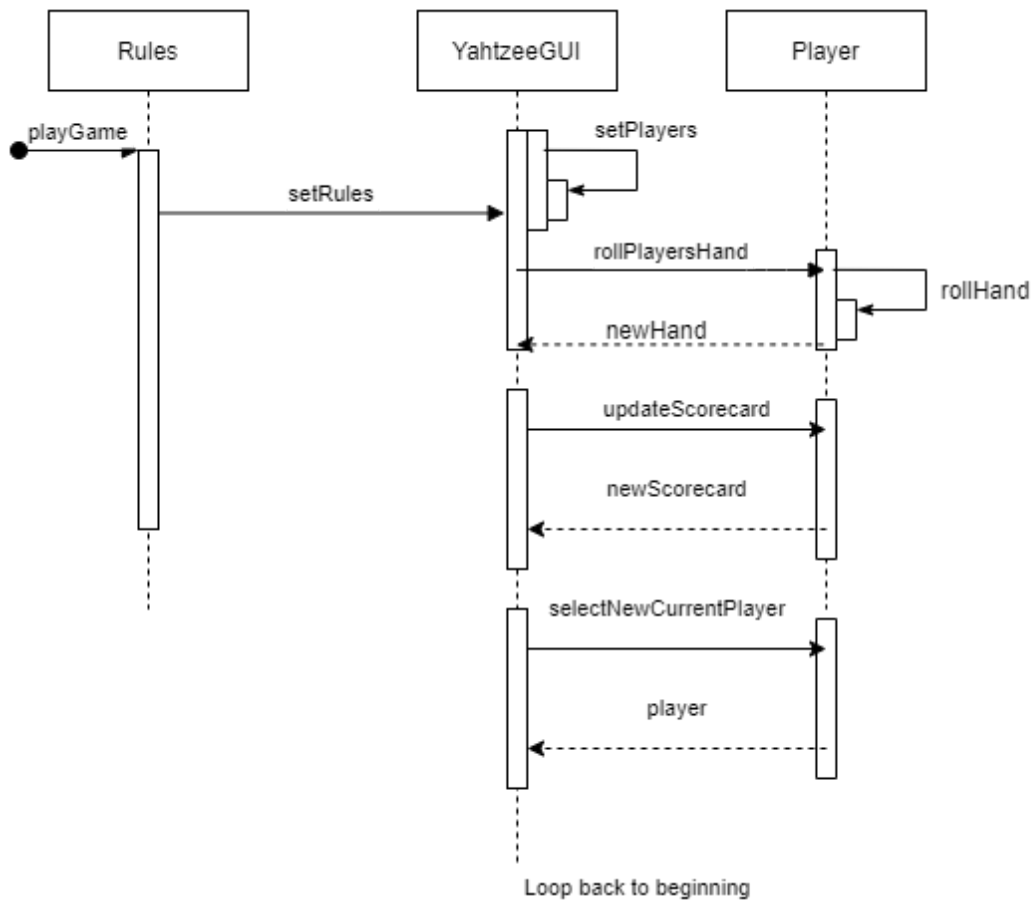 Rules
YahtzeeGUI
Player
playGame
setPlayers
setRules
rollPlayersHand
rollHand
newHand
updateScorecard
newScorecard
selectNewCurrentPlayer
player
Loop back to beginning